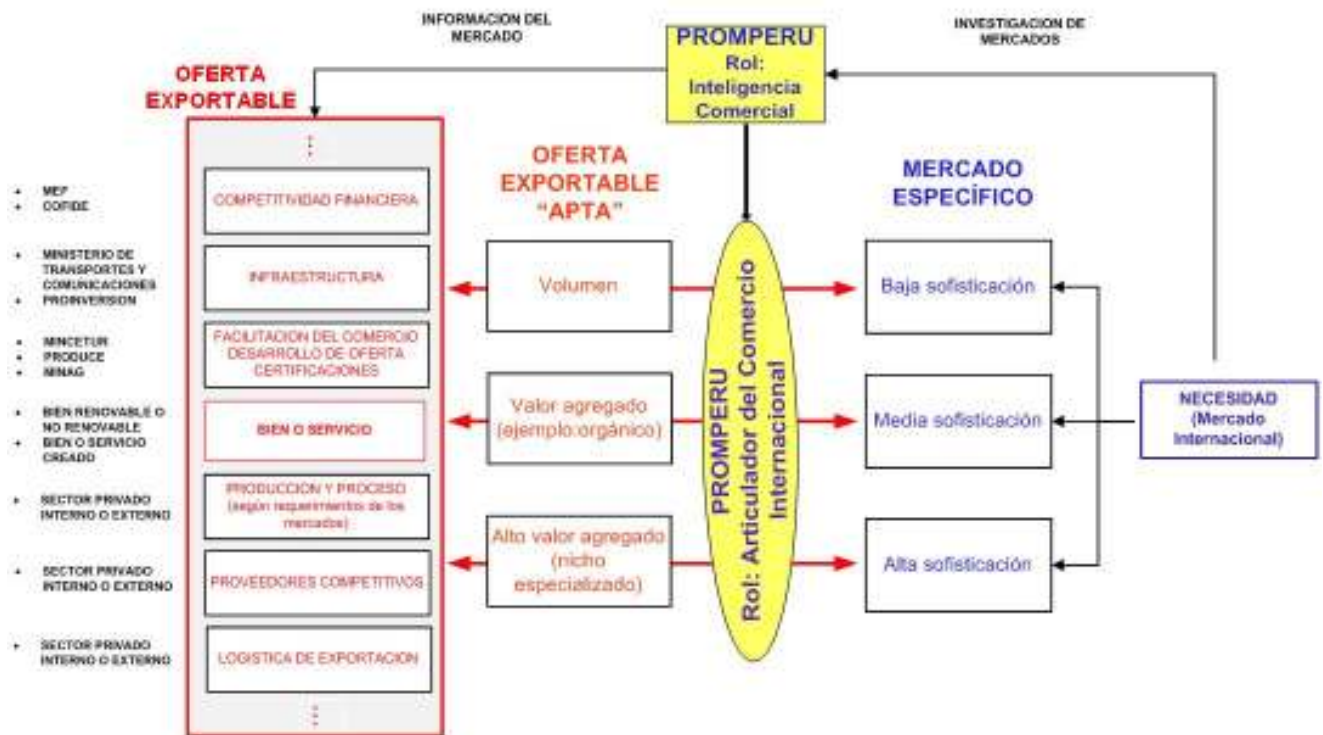 INFORMACION DEL
MERCADO
INVESTIGACION DE
MERCADOS
PROMPERU
Rol:
Inteligencia
Comercial
OFERTA
EXPORTABLE
OFERTA
EXPORTABLE
“APTA”
MERCADO
ESPECÍFICO
MEF
COFIDE
COMPETITIVIDAD FINANCIERA
MINISTERIO DE
TRANSPORTES Y
COMUNICACIONES
PROINVERSION
INFRAESTRUCTURA
Volumen
Baja sofisticación
MINCETUR
PRODUCE
MINAG
FACILITACION DEL COMERCIO
DESARROLLO DE OFERTA
CERTIFICACIONES
BIEN RENOVABLE O
NO RENOVABLE
BIEN O SERVICIO
CREADO
BIEN O SERVICIO
Valor agregado
(ejemplo:orgánico)
Media sofisticación
NECESIDAD
(Mercado
Internacional)
SECTOR PRIVADO
INTERNO O EXTERNO
PRODUCCION Y PROCESO
(según requerimientos de los
mercados)
Alto valor agregado
(nicho
especializado)
Alta sofisticación
SECTOR PRIVADO
INTERNO O EXTERNO
PROVEEDORES COMPETITIVOS
SECTOR PRIVADO
INTERNO O EXTERNO
LOGISTICA DE EXPORTACION
PROMPERU
Rol: Articulador del Comercio
Internacional